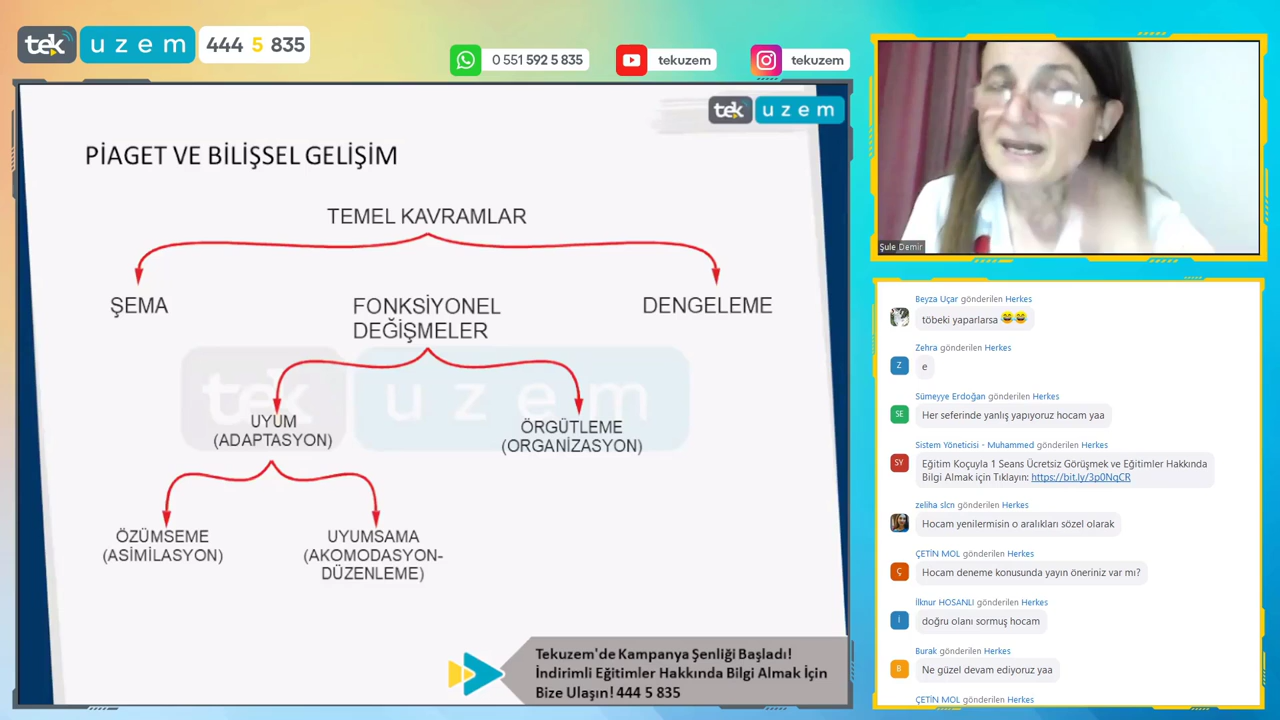 tek uzem 444 5 835
0 551 592 5 835
tekuzem
tekuzem
tek uzem
PİAGET VE BİLİŞSEL GELİŞİM
TEMEL KAVRAMLAR
ŞEMA
FONKSİYONEL
DEĞİŞMELER
DENGELEME
tek uzem
UYUM
(ADAPTASYON)
ÖRGÜTLEME
(ORGANİZASYON)
ÖZÜMSEME
(ASİMİLASYON)
UYUMSAMA
(AKOMODASYON-
DÜZENLEME)
Tekuzem'de Kampanya Şenliği Başladı!
İndirimli Eğitimler Hakkında Bilgi Almak İçin
Bize Ulaşın! 444 5 835
Şule Demir
Beyza Uçar gönderilen Herkes
töbeki yaparlarsa 😄😄
Zehra gönderilen Herkes
Z
e
Sümeyye Erdoğan gönderilen Herkes
SE
Her seferinde yanlış yapıyoruz hocam yaa
Sistem Yöneticisi - Muhammed gönderilen Herkes
SY
Eğitim Koçuyla 1 Seans Ücretsiz Görüşmek ve Eğitimler Hakkında
Bilgi Almak için Tıklayın: https://bit.ly/3p0NqCR
zeliha slcn gönderilen Herkes
Hocam yenilermisin o aralıkları sözel olarak
ÇETİN MOL gönderilen Herkes
Ç
Hocam deneme konusunda yayın öneriniz var mı?
İlknur HOSANLI gönderilen Herkes
İ
doğru olanı sormuş hocam
Burak gönderilen Herkes
B
Ne güzel devam ediyoruz yaa
ÇETİN MOL gönderilen Herkes